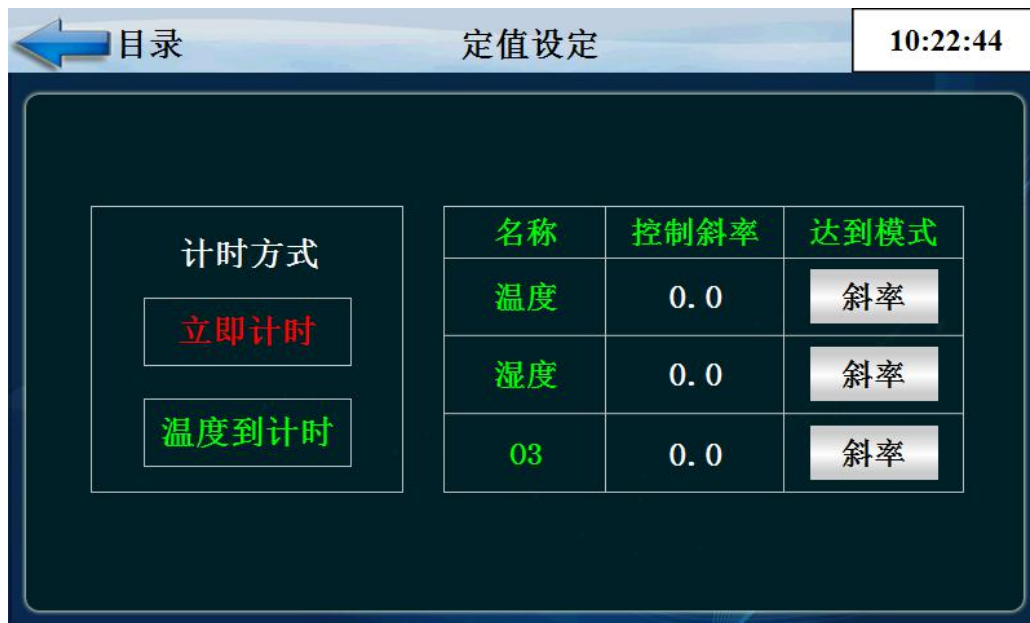 目录 定值设定 10:22:44
计时方式
立即计时
温度到计时
名称 控制斜率 达到模式
温度 0.0 斜率
湿度 0.0 斜率
03 0.0 斜率